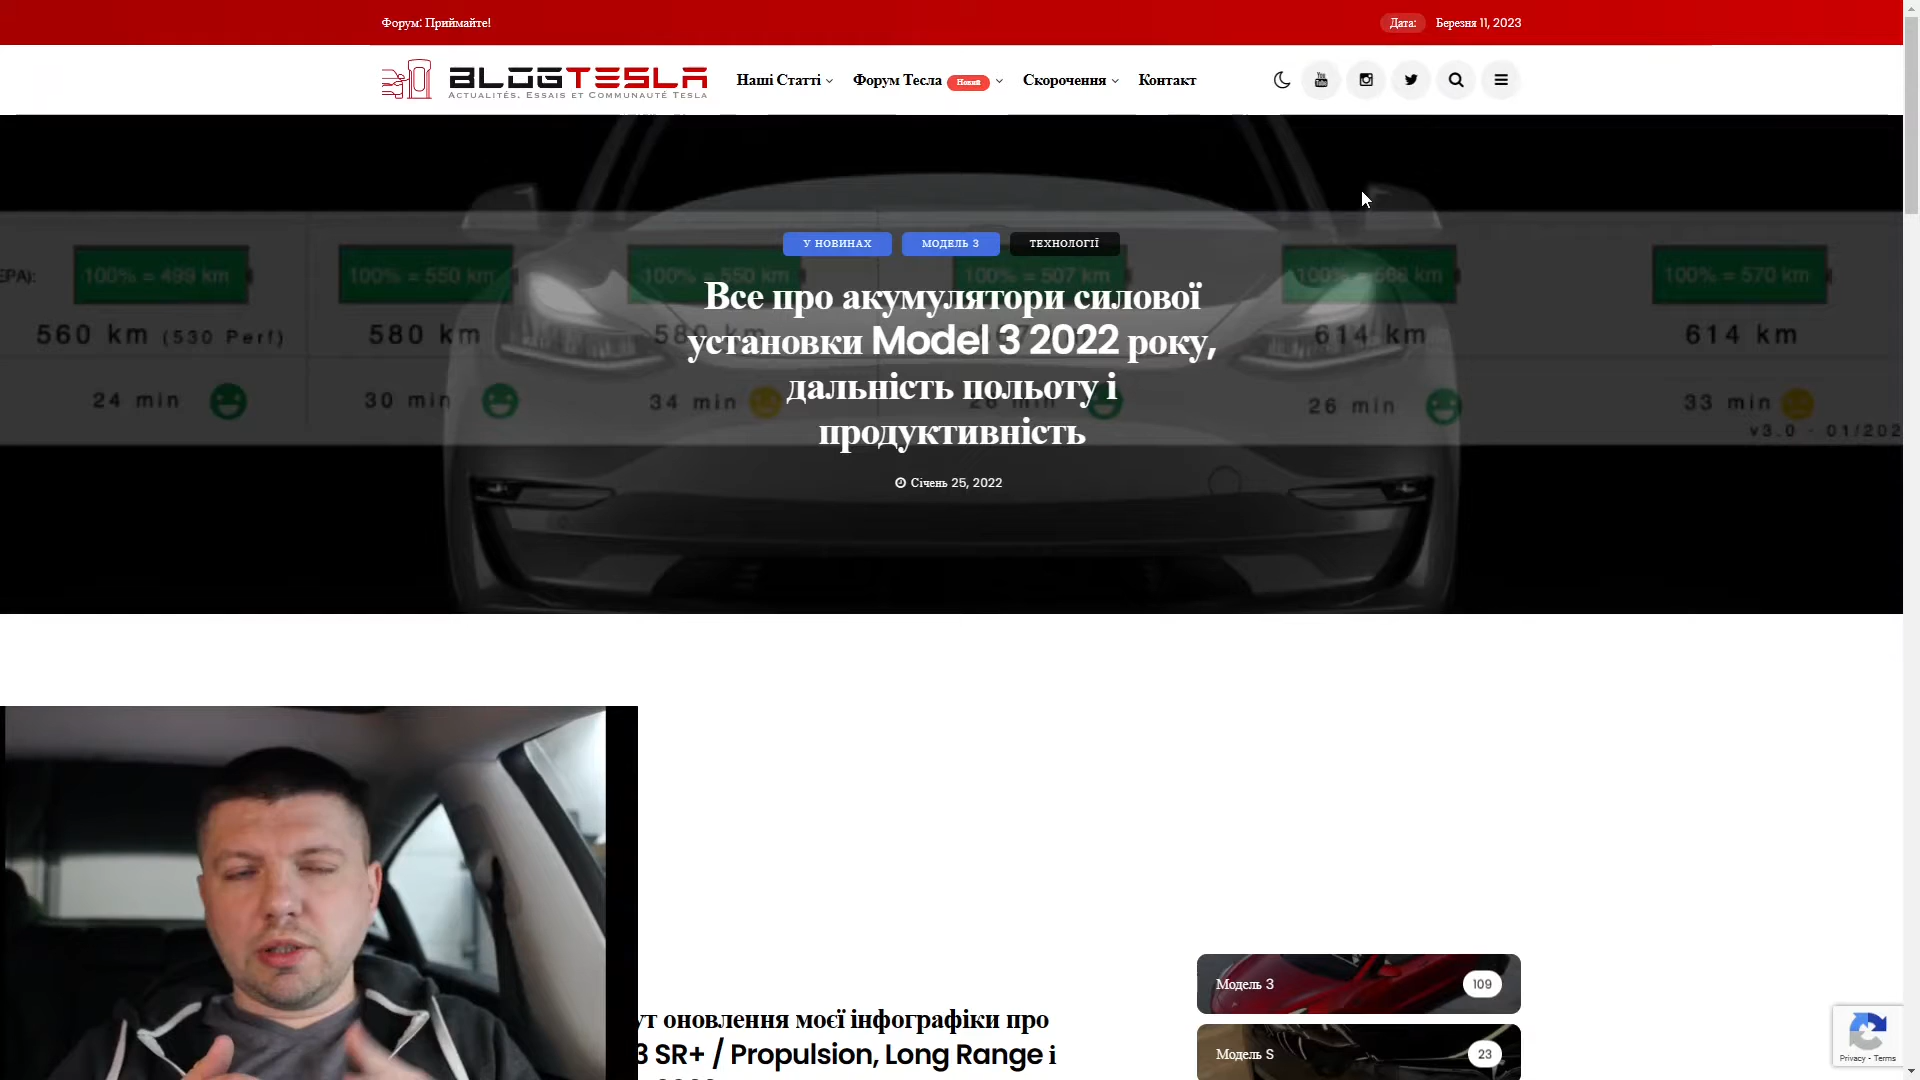 Форум: Приймайте!
Дата: Березня 11, 2023
BLOGTESLA
Actualités, Essais et Communauté Tesla
Наші Статті
Форум Тесла Новий
Скорочення
Контакт
You Tube
У НОВИНАХ
МОДЕЛЬ 3
ТЕХНОЛОГІЇ
EPA):
100% = 499 km
100% = 550 km
100% = 550 km
100% = 507 km
100% = 570 km
Все про акумулятори силової
установки Model 3 2022 року,
дальність польоту і
продуктивність
560 km (530 Perf)
580 km
614 km
614 km
24 min
30 min
34 min
26 min
33 min
v3.0 - 01/202
Січень 25, 2022
ут оновлення моєї інфографіки про
3 SR+ / Propulsion, Long Range і
Модель 3
109
Модель S
23
Privacy - Terms